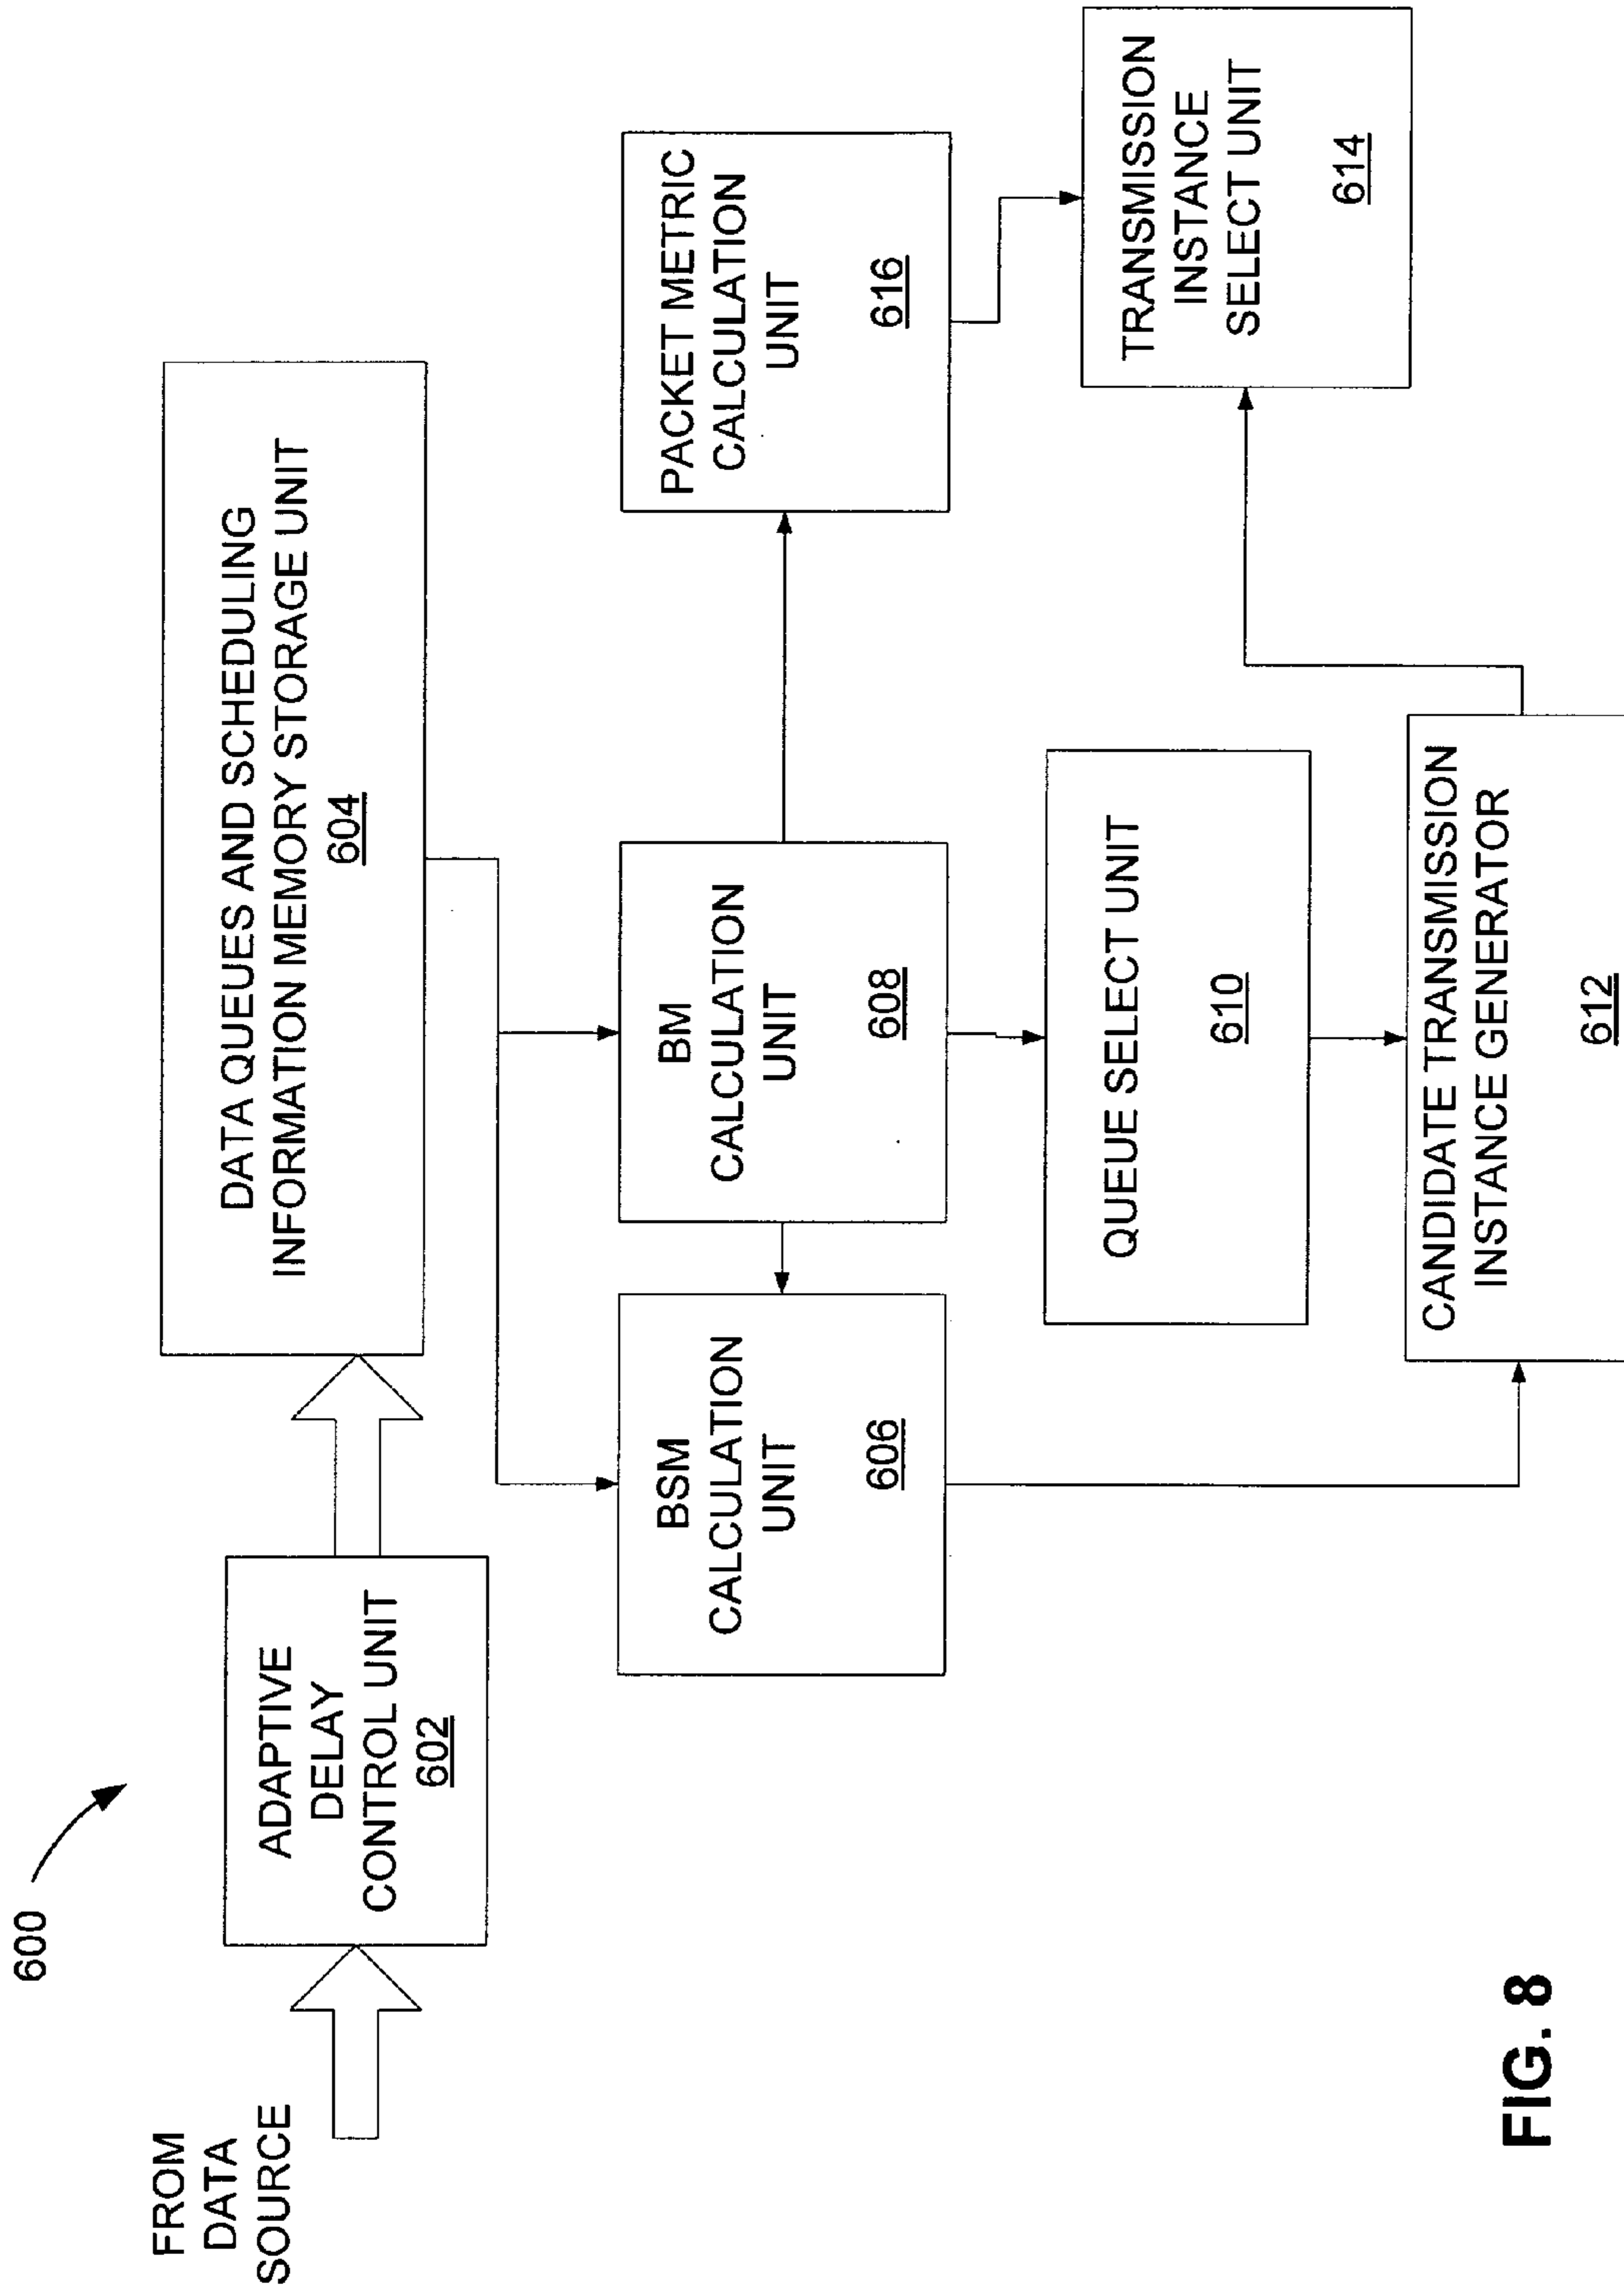 600
FROM
DATA
SOURCE
ADAPTIVE
DELAY
CONTROL UNIT
602
DATA QUEUES AND SCHEDULING
INFORMATION MEMORY STORAGE UNIT
604
BSM
CALCULATION
UNIT
606
BM
CALCULATION
UNIT
608
PACKET METRIC
CALCULATION
UNIT
616
QUEUE SELECT UNIT
610
TRANSMISSION
INSTANCE
SELECT UNIT
614
CANDIDATE TRANSMISSION
INSTANCE GENERATOR
612
FIG. 8